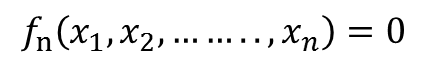 fₙ(x₁, x₂, … … . . , xₙ) = 0